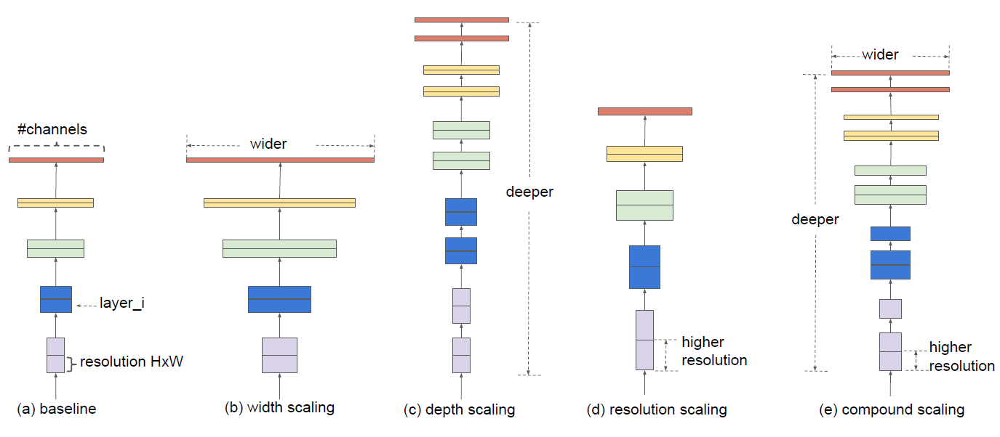 #channels
layer_i
resolution HxW
(a) baseline
wider
(b) width scaling
deeper
(c) depth scaling
higher
resolution
(d) resolution scaling
wider
deeper
higher
resolution
(e) compound scaling